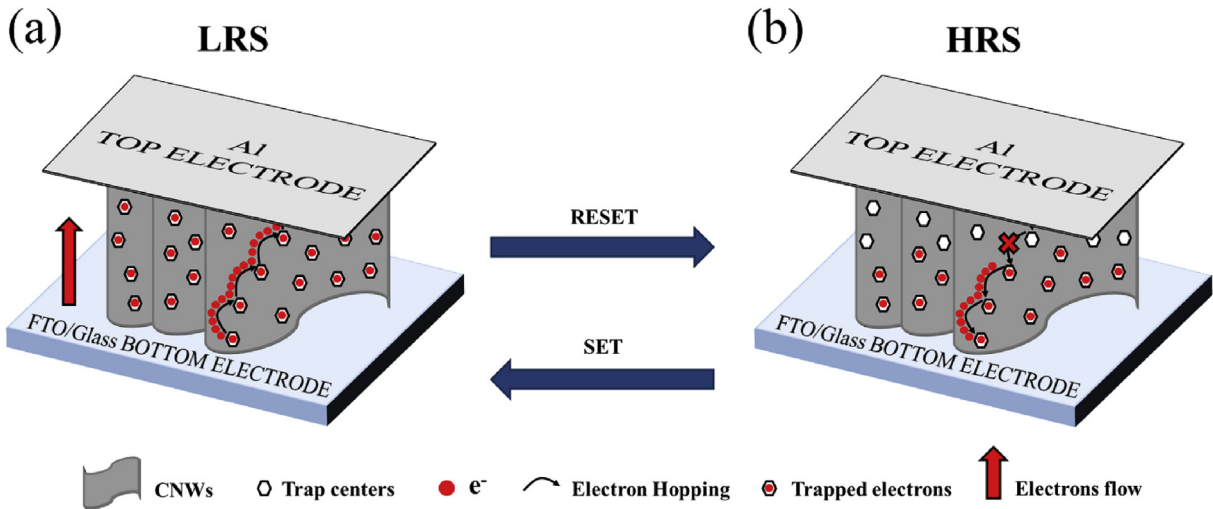 (a)
LRS
(b)
HRS
Al
TOP ELECTRODE
Al
TOP ELECTRODE
RESET
SET
FTO/Glass BOTTOM ELECTRODE
FTO/Glass BOTTOM ELECTRODE
CNWs
Trap centers
e-
Electron Hopping
Trapped electrons
Electrons flow